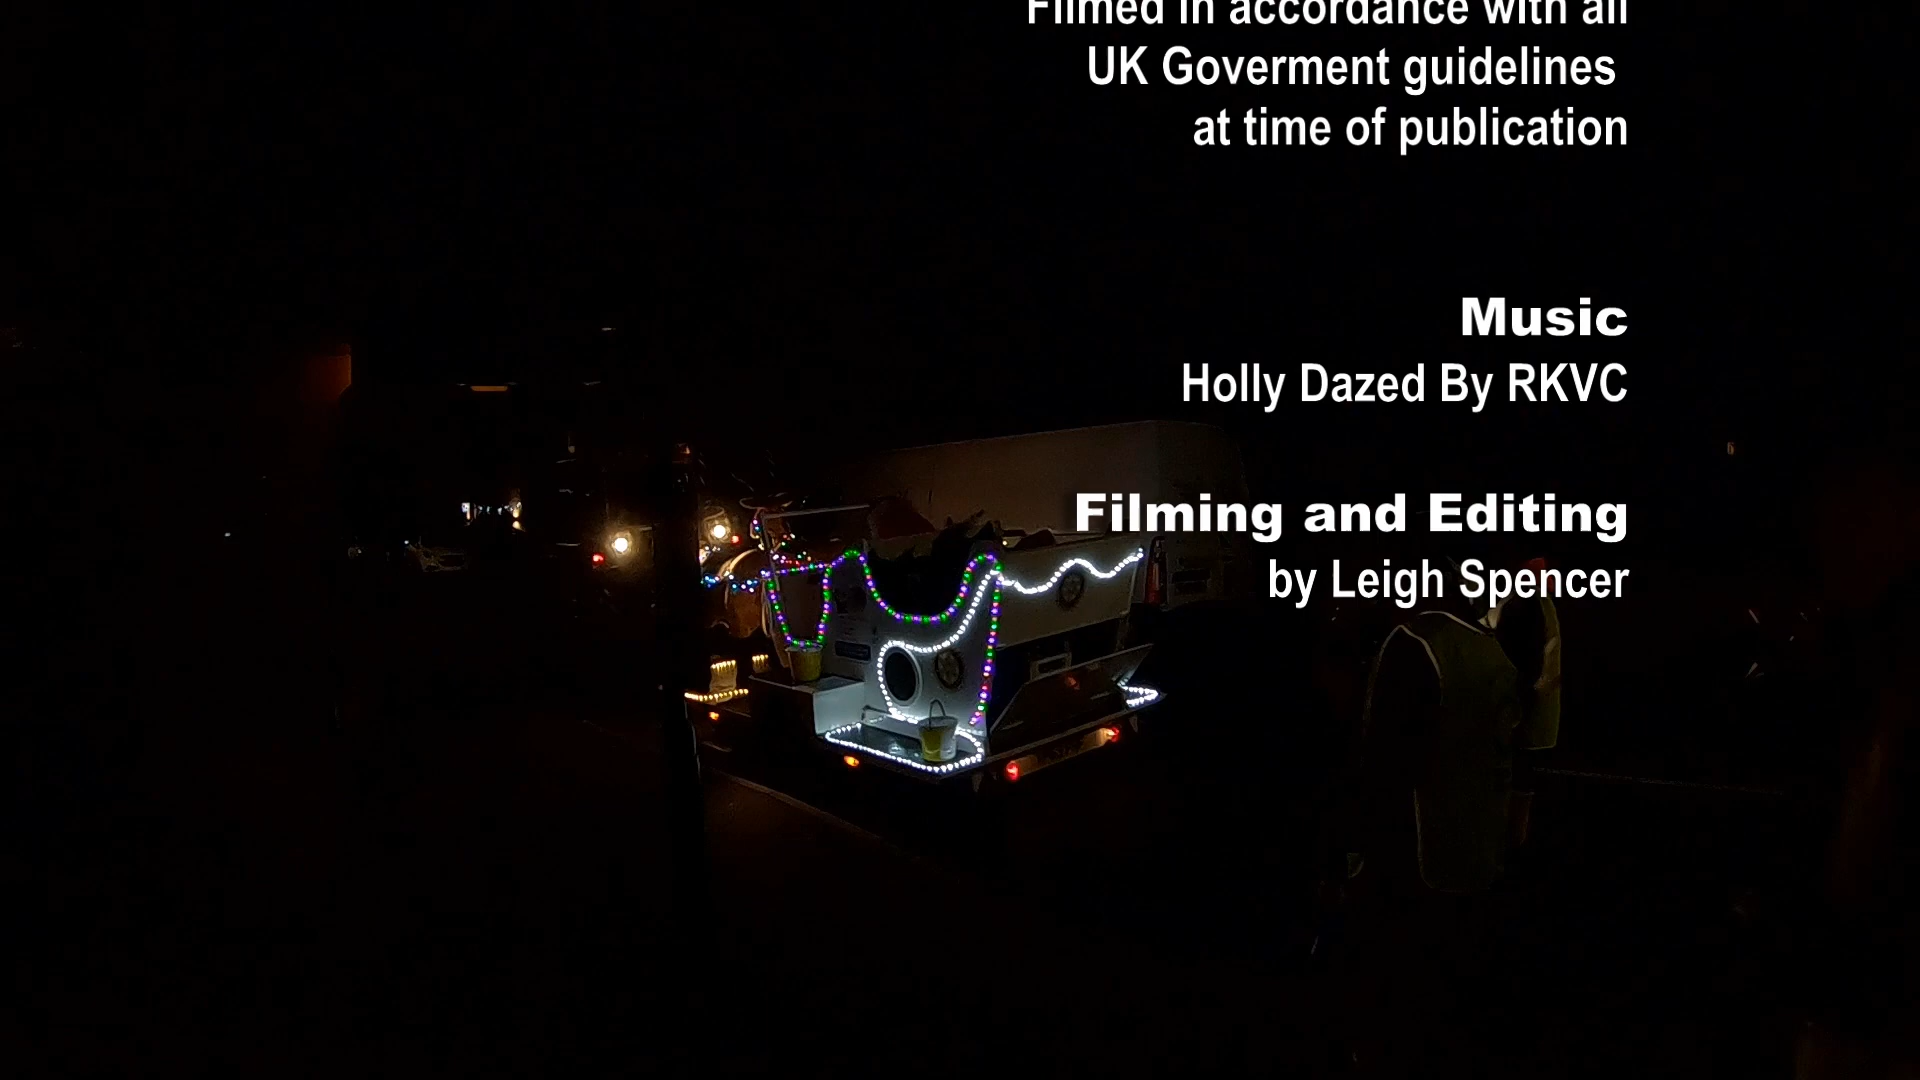 Filmed in accordance with all
UK Goverment guidelines
at time of publication
Music
Holly Dazed By RKVC
Filming and Editing
by Leigh Spencer